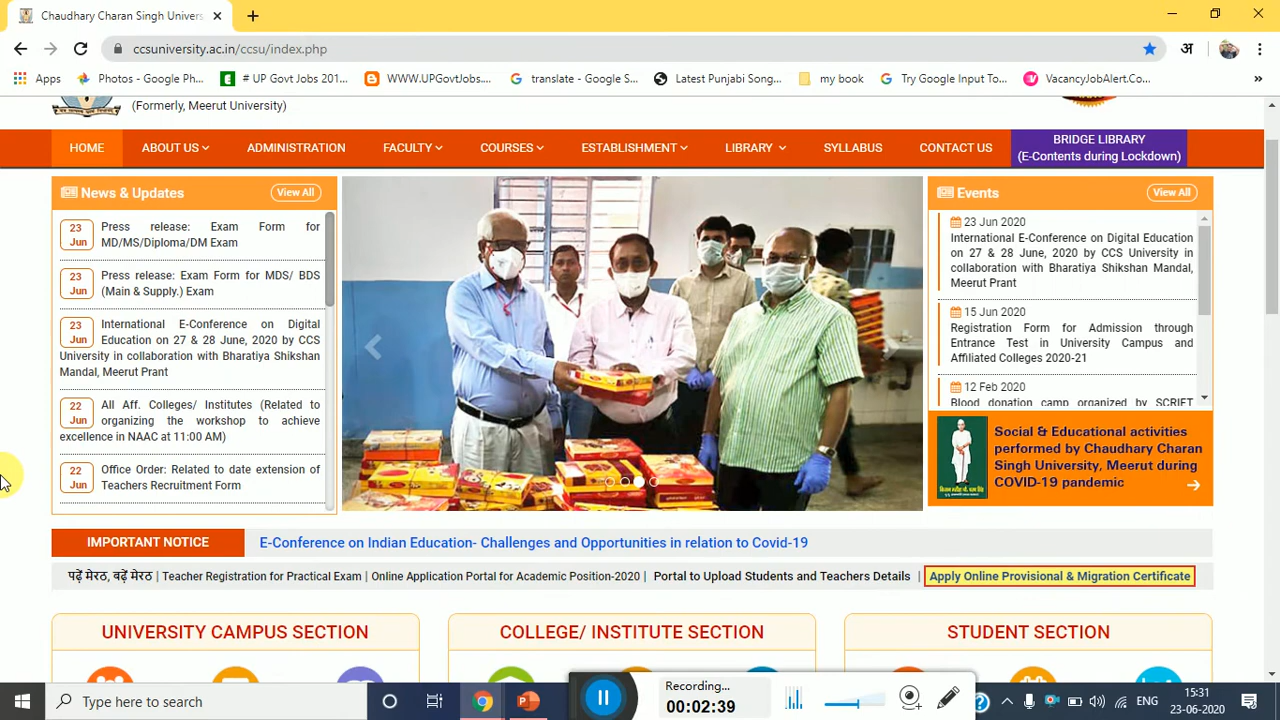 Chaudhary Charan Singh Univers
ccsuniversity.ac.in/ccsu/index.php
अ
Apps
Photos - Google Ph...
# UP Govt Jobs 201...
WWW.UPGovtJobs....
translate - Google S...
Latest Punjabi Song...
my book
Try Google Input To...
VacancyJobAlert.Co...
»
(Formerly, Meerut University)
HOME
ABOUT US
ADMINISTRATION
FACULTY
COURSES
ESTABLISHMENT
LIBRARY
SYLLABUS
CONTACT US
BRIDGE LIBRARY
(E-Contents during Lockdown)
News & Updates
View All
23 Jun
Press release: Exam Form for
MD/MS/Diploma/DM Exam
23 Jun
Press release: Exam Form for MDS/ BDS
(Main & Supply.) Exam
23 Jun
International E-Conference on Digital
Education on 27 & 28 June, 2020 by CCS
University in collaboration with Bharatiya Shikshan
Mandal, Meerut Prant
22 Jun
All Aff. Colleges/ Institutes (Related to
organizing the workshop to achieve
excellence in NAAC at 11:00 AM)
22 Jun
Office Order: Related to date extension of
Teachers Recruitment Form
Events
View All
23 Jun 2020
International E-Conference on Digital Education
on 27 & 28 June, 2020 by CCS University in
collaboration with Bharatiya Shikshan Mandal,
Meerut Prant
15 Jun 2020
Registration Form for Admission through
Entrance Test in University Campus and
Affiliated Colleges 2020-21
12 Feb 2020
Blood donation camp organized by SCRIET
Social & Educational activities
performed by Chaudhary Charan
Singh University, Meerut during
COVID-19 pandemic
IMPORTANT NOTICE
E-Conference on Indian Education- Challenges and Opportunities in relation to Covid-19
पढ़ें मेरठ, बढ़ें मेरठ | Teacher Registration for Practical Exam | Online Application Portal for Academic Position-2020 | Portal to Upload Students and Teachers Details | Apply Online Provisional & Migration Certificate
UNIVERSITY CAMPUS SECTION
COLLEGE/ INSTITUTE SECTION
STUDENT SECTION
Type here to search
Recording...
00:02:39
ENG
15:31
23-06-2020